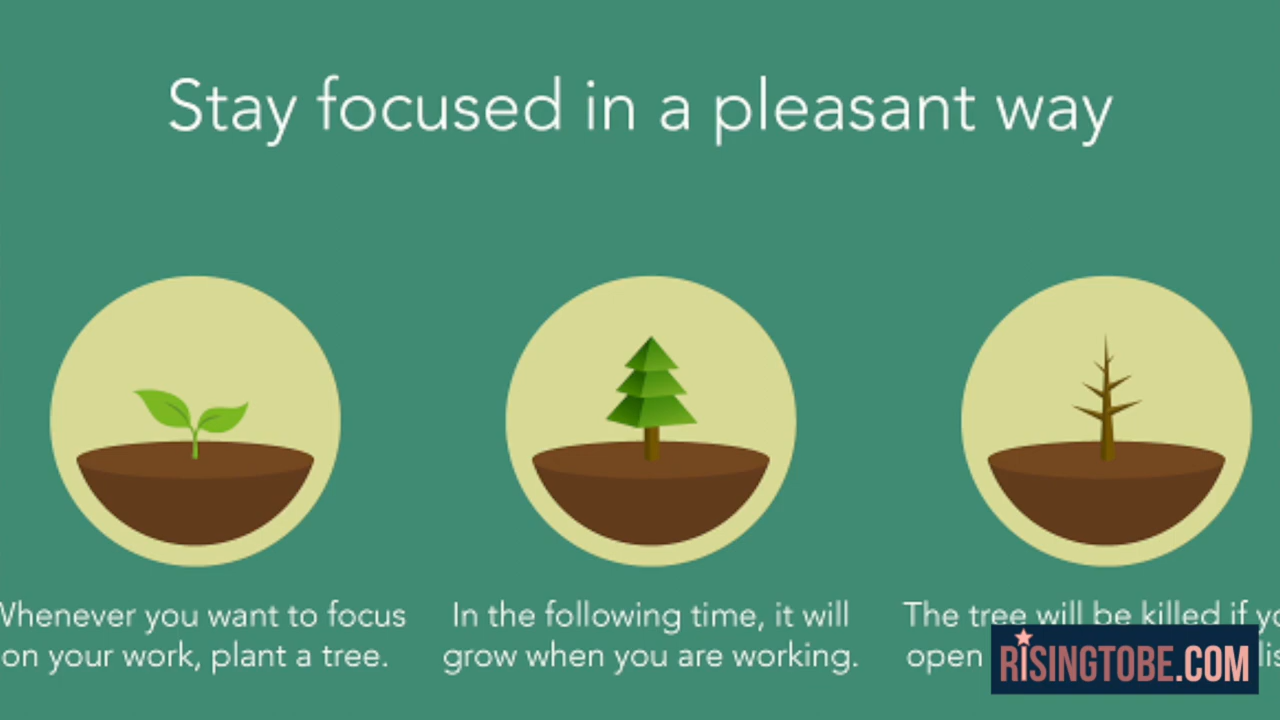 Stay focused in a pleasant way
Whenever you want to focus
on your work, plant a tree.
In the following time, it will
grow when you are working.
The tree will be killed if
open
RISINGTOBE.COM